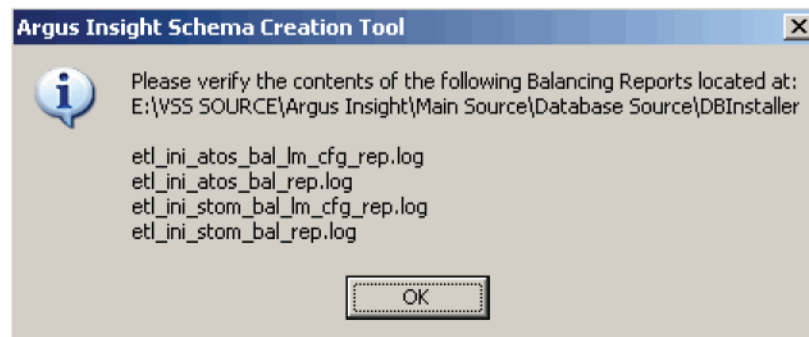 Argus Insight Schema Creation Tool
Please verify the contents of the following Balancing Reports located at:
E:\VSS SOURCE\Argus Insight\Main Source\Database Source\DBInstaller
etl_ini_atos_bal_lm_cfg_rep.log
etl_ini_atos_bal_rep.log
etl_ini_stom_bal_lm_cfg_rep.log
etl_ini_stom_bal_rep.log
OK